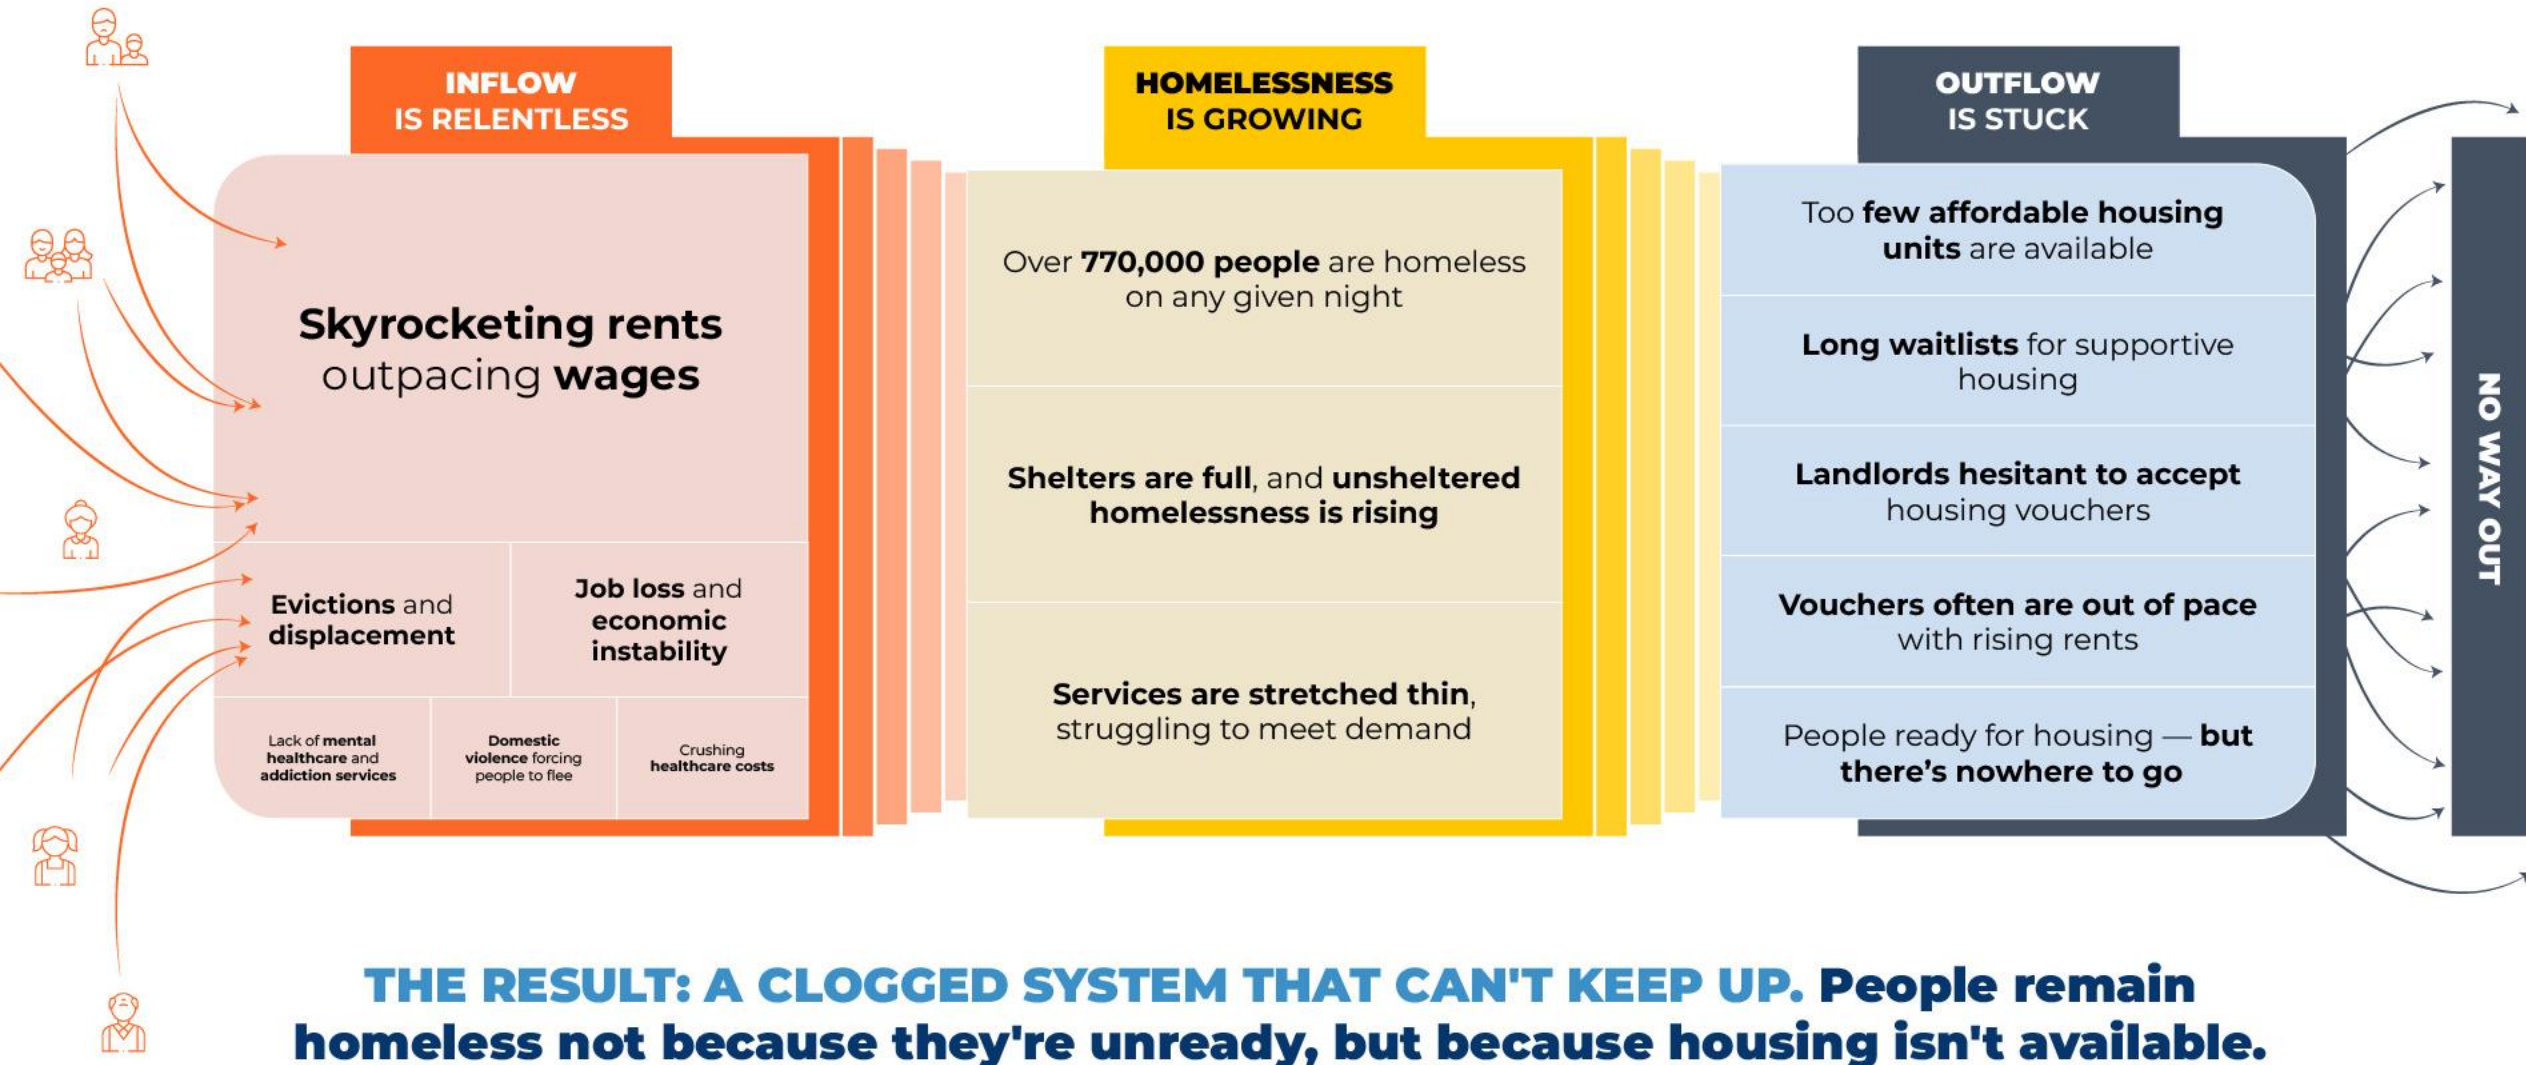 INFLOW
IS RELENTLESS
Skyrocketing rents
outpacing wages
Evictions and
displacement
Job loss and
economic
instability
Lack of mental
healthcare and
addiction services
Domestic
violence forcing
people to flee
Crushing
healthcare costs
HOMELESSNESS
IS GROWING
Over 770,000 people are homeless
on any given night
Shelters are full, and unsheltered
homelessness is rising
Services are stretched thin,
struggling to meet demand
OUTFLOW
IS STUCK
Too few affordable housing
units are available
Long waitlists for supportive
housing
Landlords hesitant to accept
housing vouchers
Vouchers often are out of pace
with rising rents
People ready for housing — but
there's nowhere to go
NO WAY OUT
THE RESULT: A CLOGGED SYSTEM THAT CAN'T KEEP UP. People remain
homeless not because they're unready, but because housing isn't available.